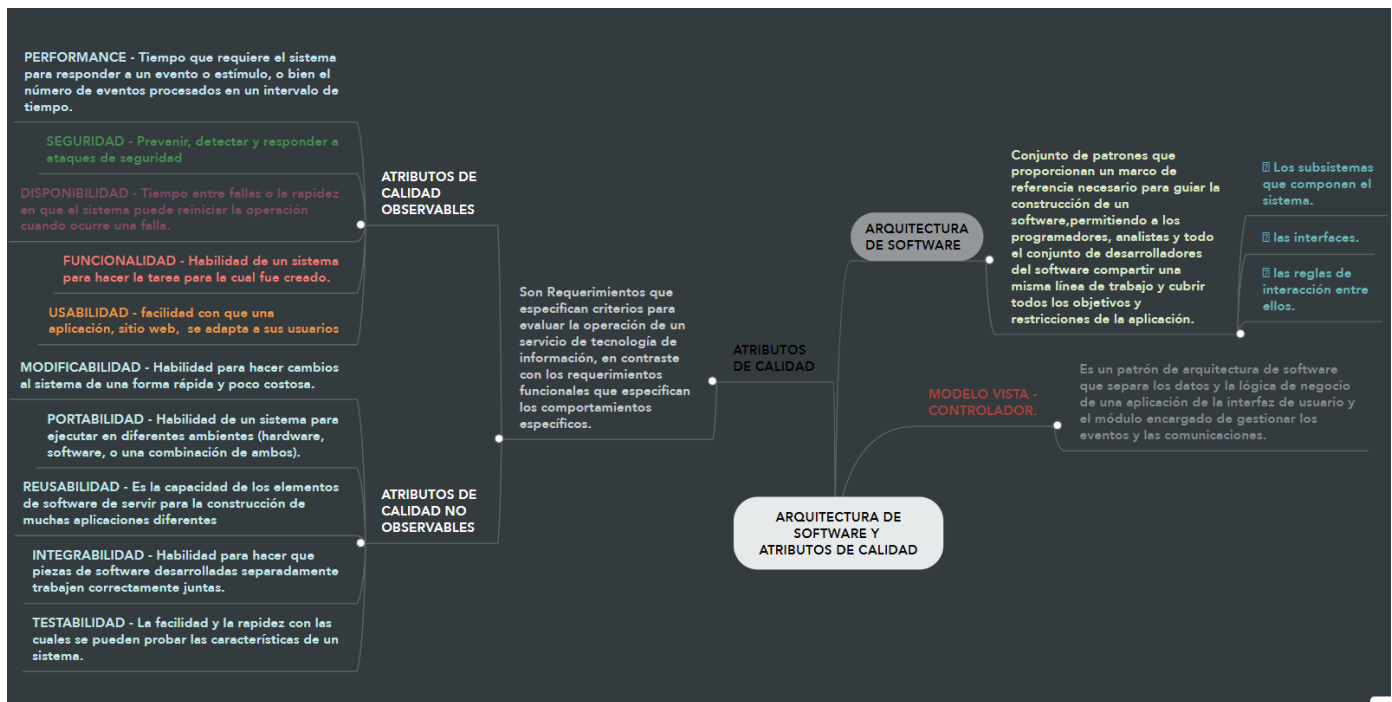 PERFORMANCE - Tiempo que requiere el sistema
para responder a un evento o estímulo, o bien el
número de eventos procesados en un intervalo de
tiempo.
SEGURIDAD - Prevenir, detectar y responder a
ataques de seguridad
DISPONIBILIDAD - Tiempo entre fallas o la rapidez
en que el sistema puede reiniciar la operación
cuando ocurre una falla.
FUNCIONALIDAD - Habilidad de un sistema
para hacer la tarea para la cual fue creado.
USABILIDAD - facilidad con que una
aplicación, sitio web, se adapta a sus usuarios
ATRIBUTOS DE
CALIDAD
OBSERVABLES
MODIFICABILIDAD - Habilidad para hacer cambios
al sistema de una forma rápida y poco costosa.
PORTABILIDAD - Habilidad de un sistema para
ejecutar en diferentes ambientes (hardware,
software, o una combinación de ambos).
REUSABILIDAD - Es la capacidad de los elementos
de software de servir para la construcción de
muchas aplicaciones diferentes
INTEGRABILIDAD - Habilidad para hacer que
piezas de software desarrolladas separadamente
trabajen correctamente juntas.
TESTABILIDAD - La facilidad y la rapidez con las
cuales se pueden probar las características de un
sistema.
ATRIBUTOS DE
CALIDAD NO
OBSERVABLES
Son Requerimientos que
especifican criterios para
evaluar la operación de un
servicio de tecnología de
información, en contraste
con los requerimientos
funcionales que especifican
los comportamientos
específicos.
ATRIBUTOS
DE CALIDAD
ARQUITECTURA
DE SOFTWARE
Conjunto de patrones que
proporcionan un marco de
referencia necesario para guiar la
construcción de un
software,permitiendo a los
programadores, analistas y todo
el conjunto de desarrolladores
del software compartir una
misma línea de trabajo y cubrir
todos los objetivos y
restricciones de la aplicación.
Los subsistemas
que componen el
sistema.
las interfaces.
las reglas de
interacción entre
ellos.
MODELO VISTA -
CONTROLADOR.
Es un patrón de arquitectura de software
que separa los datos y la lógica de negocio
de una aplicación de la interfaz de usuario y
el módulo encargado de gestionar los
eventos y las comunicaciones.
ARQUITECTURA DE
SOFTWARE Y
ATRIBUTOS DE CALIDAD